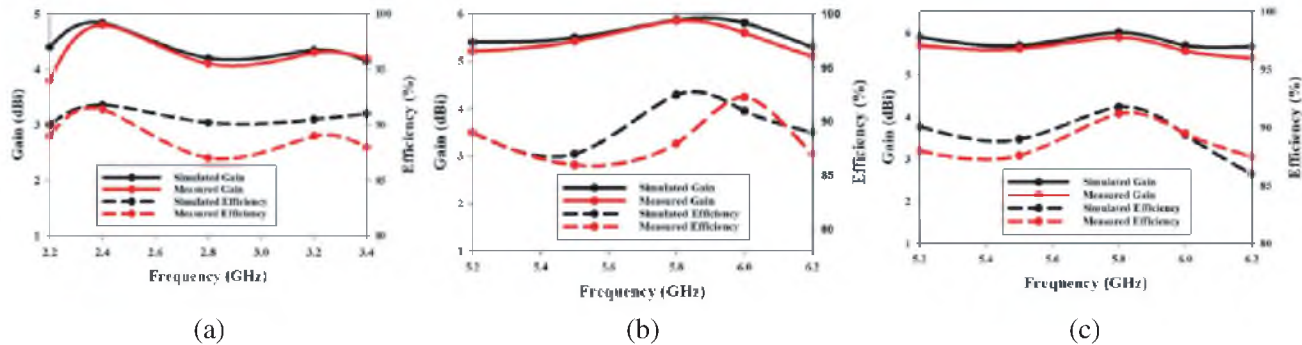 Gain (dBi)
5
4
3
2
1
Simulated Gain
Measured Gain
Simulated Efficiency
Measured Efficiency
100
95
90
85
80
Efficiency (%)
2.2 2.4 2.6 2.8 3.0 3.2 3.4
Frequency (GHz)
(a)
Gain (dBi)
6
5
4
3
2
1
Simulated Gain
Measured Gain
Simulated Efficiency
Measured Efficiency
100
95
90
85
80
Efficiency (%)
5.2 5.4 5.6 5.8 6.0 6.2
Frequency (GHz)
(b)
Gain (dBi)
6
5
4
3
2
1
Simulated Gain
Measured Gain
Simulated Efficiency
Measured Efficiency
100
95
90
85
80
Efficiency (%)
5.2 5.4 5.6 5.8 6.0 6.2
Frequency (GHz)
(c)